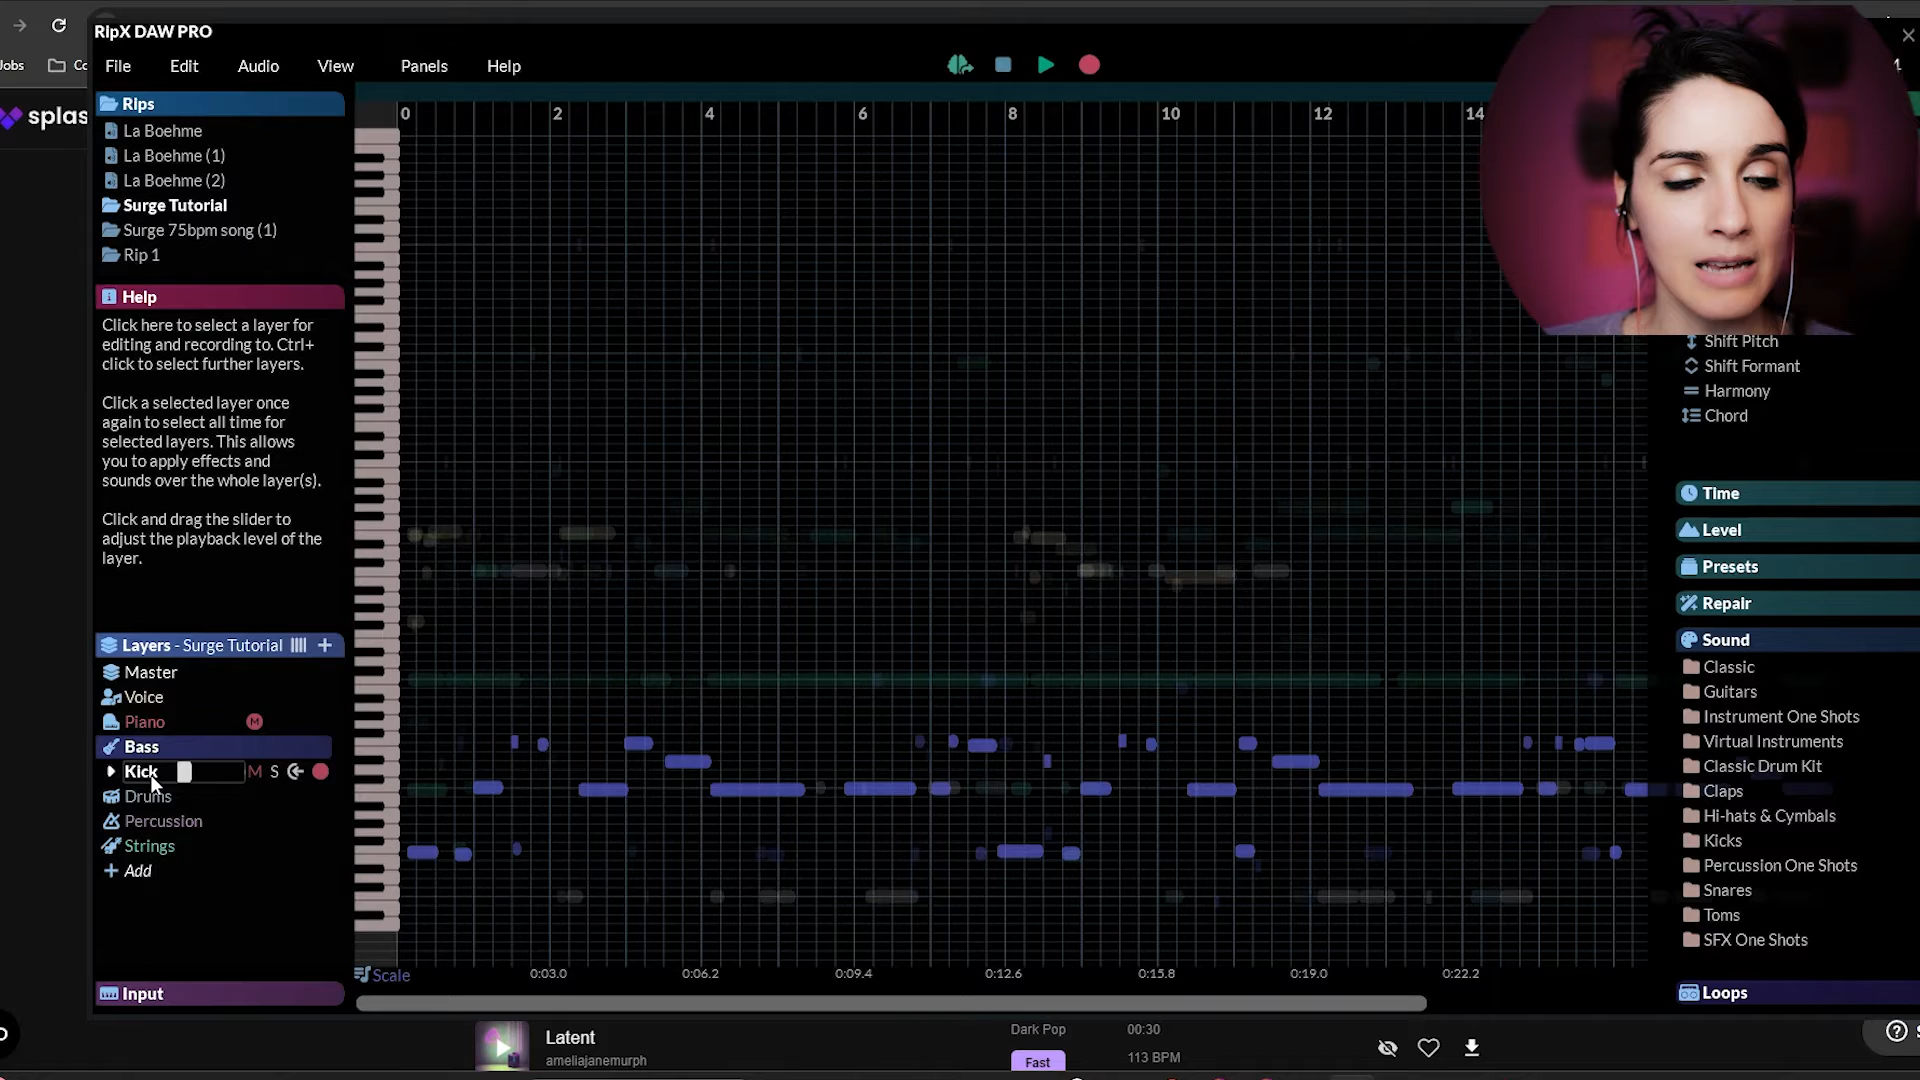 RipX DAW PRO
Jobs
splas
File Edit Audio View Panels Help
Rips
La Boehme
La Boehme (1)
La Boehme (2)
Surge Tutorial
Surge 75bpm song (1)
Rip 1
Help
Click here to select a layer for
editing and recording to. Ctrl+
click to select further layers.
Click a selected layer once
again to select all time for
selected layers. This allows
you to apply effects and
sounds over the whole layer(s).
Click and drag the slider to
adjust the playback level of the
layer.
Layers - Surge Tutorial
Master
Voice
Piano M
Bass
Kick M S
Drums
Percussion
Strings
+ Add
Input
0 2 4 6 8 10 12 14
Scale 0:03.0 0:06.2 0:09.4 0:12.6 0:15.8 0:19.0 0:22.2
Shift Pitch
Shift Formant
Harmony
Chord
Time
Level
Presets
Repair
Sound
Classic
Guitars
Instrument One Shots
Virtual Instruments
Classic Drum Kit
Claps
Hi-hats & Cymbals
Kicks
Percussion One Shots
Snares
Toms
SFX One Shots
Loops
Latent
ameliajanemurph
Dark Pop
Fast
00:30
113 BPM